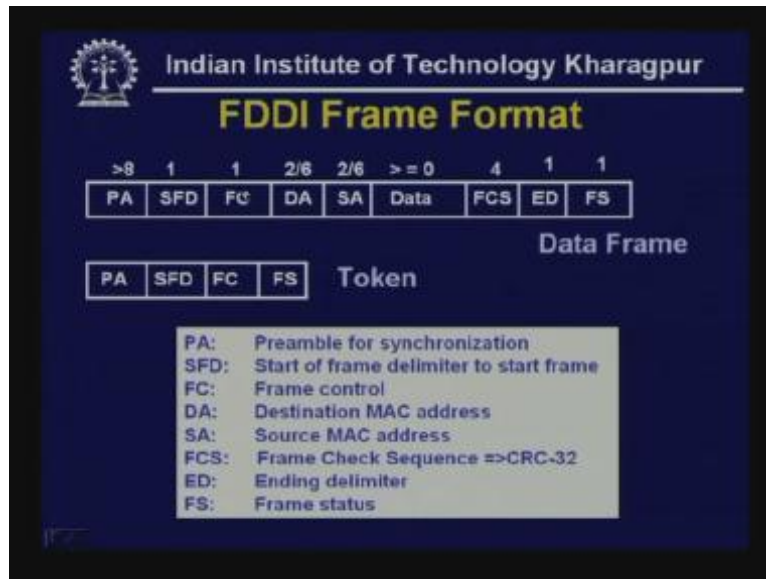 Indian Institute of Technology Kharagpur
FDDI Frame Format
>8 1 1 2/6 2/6 > = 0 4 1 1
PA SFD FC DA SA Data FCS ED FS
Data Frame
PA SFD FC FS Token
PA: Preamble for synchronization
SFD: Start of frame delimiter to start frame
FC: Frame control
DA: Destination MAC address
SA: Source MAC address
FCS: Frame Check Sequence =>CRC-32
ED: Ending delimiter
FS: Frame status